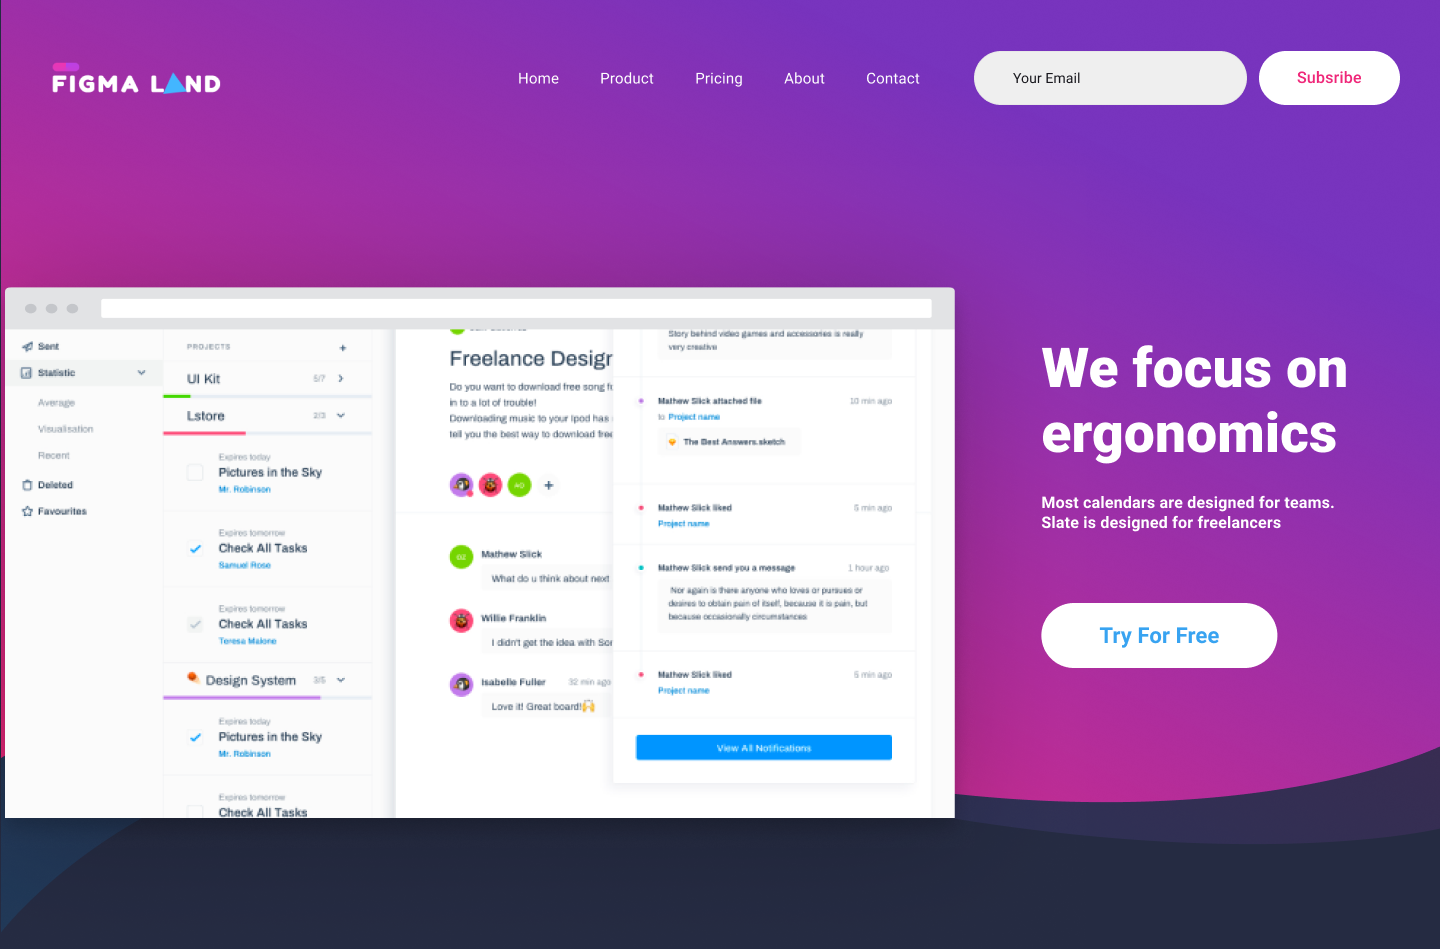 FIGMA LAND
Home
Product
Pricing
About
Contact
Your Email
Subsribe
Sent
Statistic
Average
Visualisation
Recent
Deleted
Favourites
PROJECTS
+
UI Kit 5/7
Lstore 2/3
Expires today
Pictures in the Sky
Mr. Robinson
Expires tomorrow
Check All Tasks
Samuel Rose
Expires tomorrow
Check All Tasks
Teresa Malone
Design System 3/5
Expires today
Pictures in the Sky
Mr. Robinson
Expires tomorrow
Check All Tasks
Freelance Desigr
Do you want to download free song
in to a lot of trouble!
Downloading music to your Ipod has
tell you the best way to download free
AO
+
Mathew Slick
What do u think about next
Willie Franklin
I didn't get the idea with
Isabelle Fuller 32 min ago
Love it! Great board!🙌
Story behind video games and accessories is really
very creative
Mathew Slick attached file 10 min ago
to Project name
The Best Answers.sketch
Mathew Slick liked 5 min ago
Project name
Mathew Slick send you a message 1 hour ago
Nor again is there anyone who loves or pursues or
desires to obtain pain of itself, because it is pain, but
because occasionally circumstances
Mathew Slick liked 5 min ago
Project name
View All Notifications
We focus on
ergonomics
Most calendars are designed for teams.
Slate is designed for freelancers
Try For Free